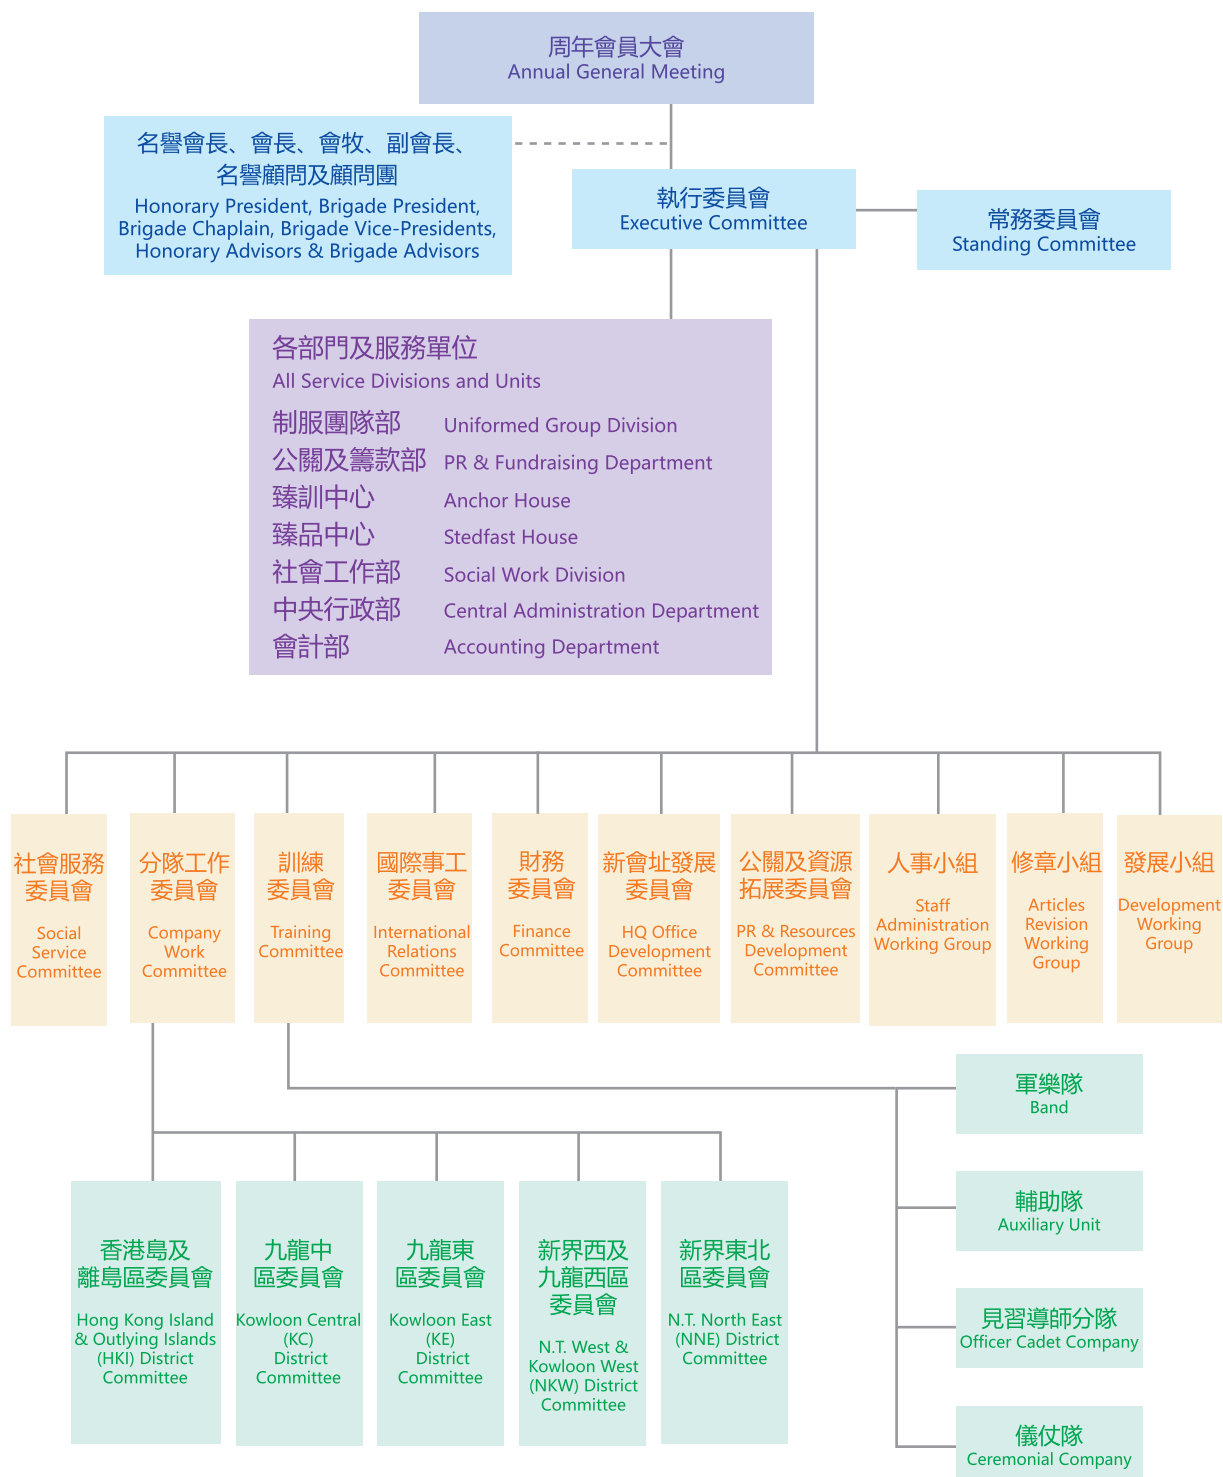 周年會員大會
Annual General Meeting
名譽會長、會長、會牧、副會長、
名譽顧問及顧問團
Honorary President, Brigade President,
Brigade Chaplain, Brigade Vice-Presidents,
Honorary Advisors & Brigade Advisors
執行委員會
Executive Committee
常務委員會
Standing Committee
各部門及服務單位
All Service Divisions and Units
制服團隊部 Uniformed Group Division
公關及籌款部 PR & Fundraising Department
臻訓中心 Anchor House
臻品中心 Stedfast House
社會工作部 Social Work Division
中央行政部 Central Administration Department
會計部 Accounting Department
社會服務
委員會
Social
Service
Committee
分隊工作
委員會
Company
Work
Committee
訓練
委員會
Training
Committee
國際事工
委員會
International
Relations
Committee
財務
委員會
Finance
Committee
新會址發展
委員會
HQ Office
Development
Committee
公關及資源
拓展委員會
PR & Resources
Development
Committee
人事小組
Staff
Administration
Working Group
修章小組
Articles
Revision
Working
Group
發展小組
Development
Working
Group
軍樂隊
Band
輔助隊
Auxiliary Unit
見習導師分隊
Officer Cadet Company
儀仗隊
Ceremonial Company
香港島及
離島區委員會
Hong Kong Island
& Outlying Islands
(HKI) District
Committee
九龍中
區委員會
Kowloon Central
(KC)
District
Committee
九龍東
區委員會
Kowloon East
(KE)
District
Committee
新界西及
九龍西區
委員會
N.T. West &
Kowloon West
(NKW) District
Committee
新界東北
區委員會
N.T. North East
(NNE) District
Committee